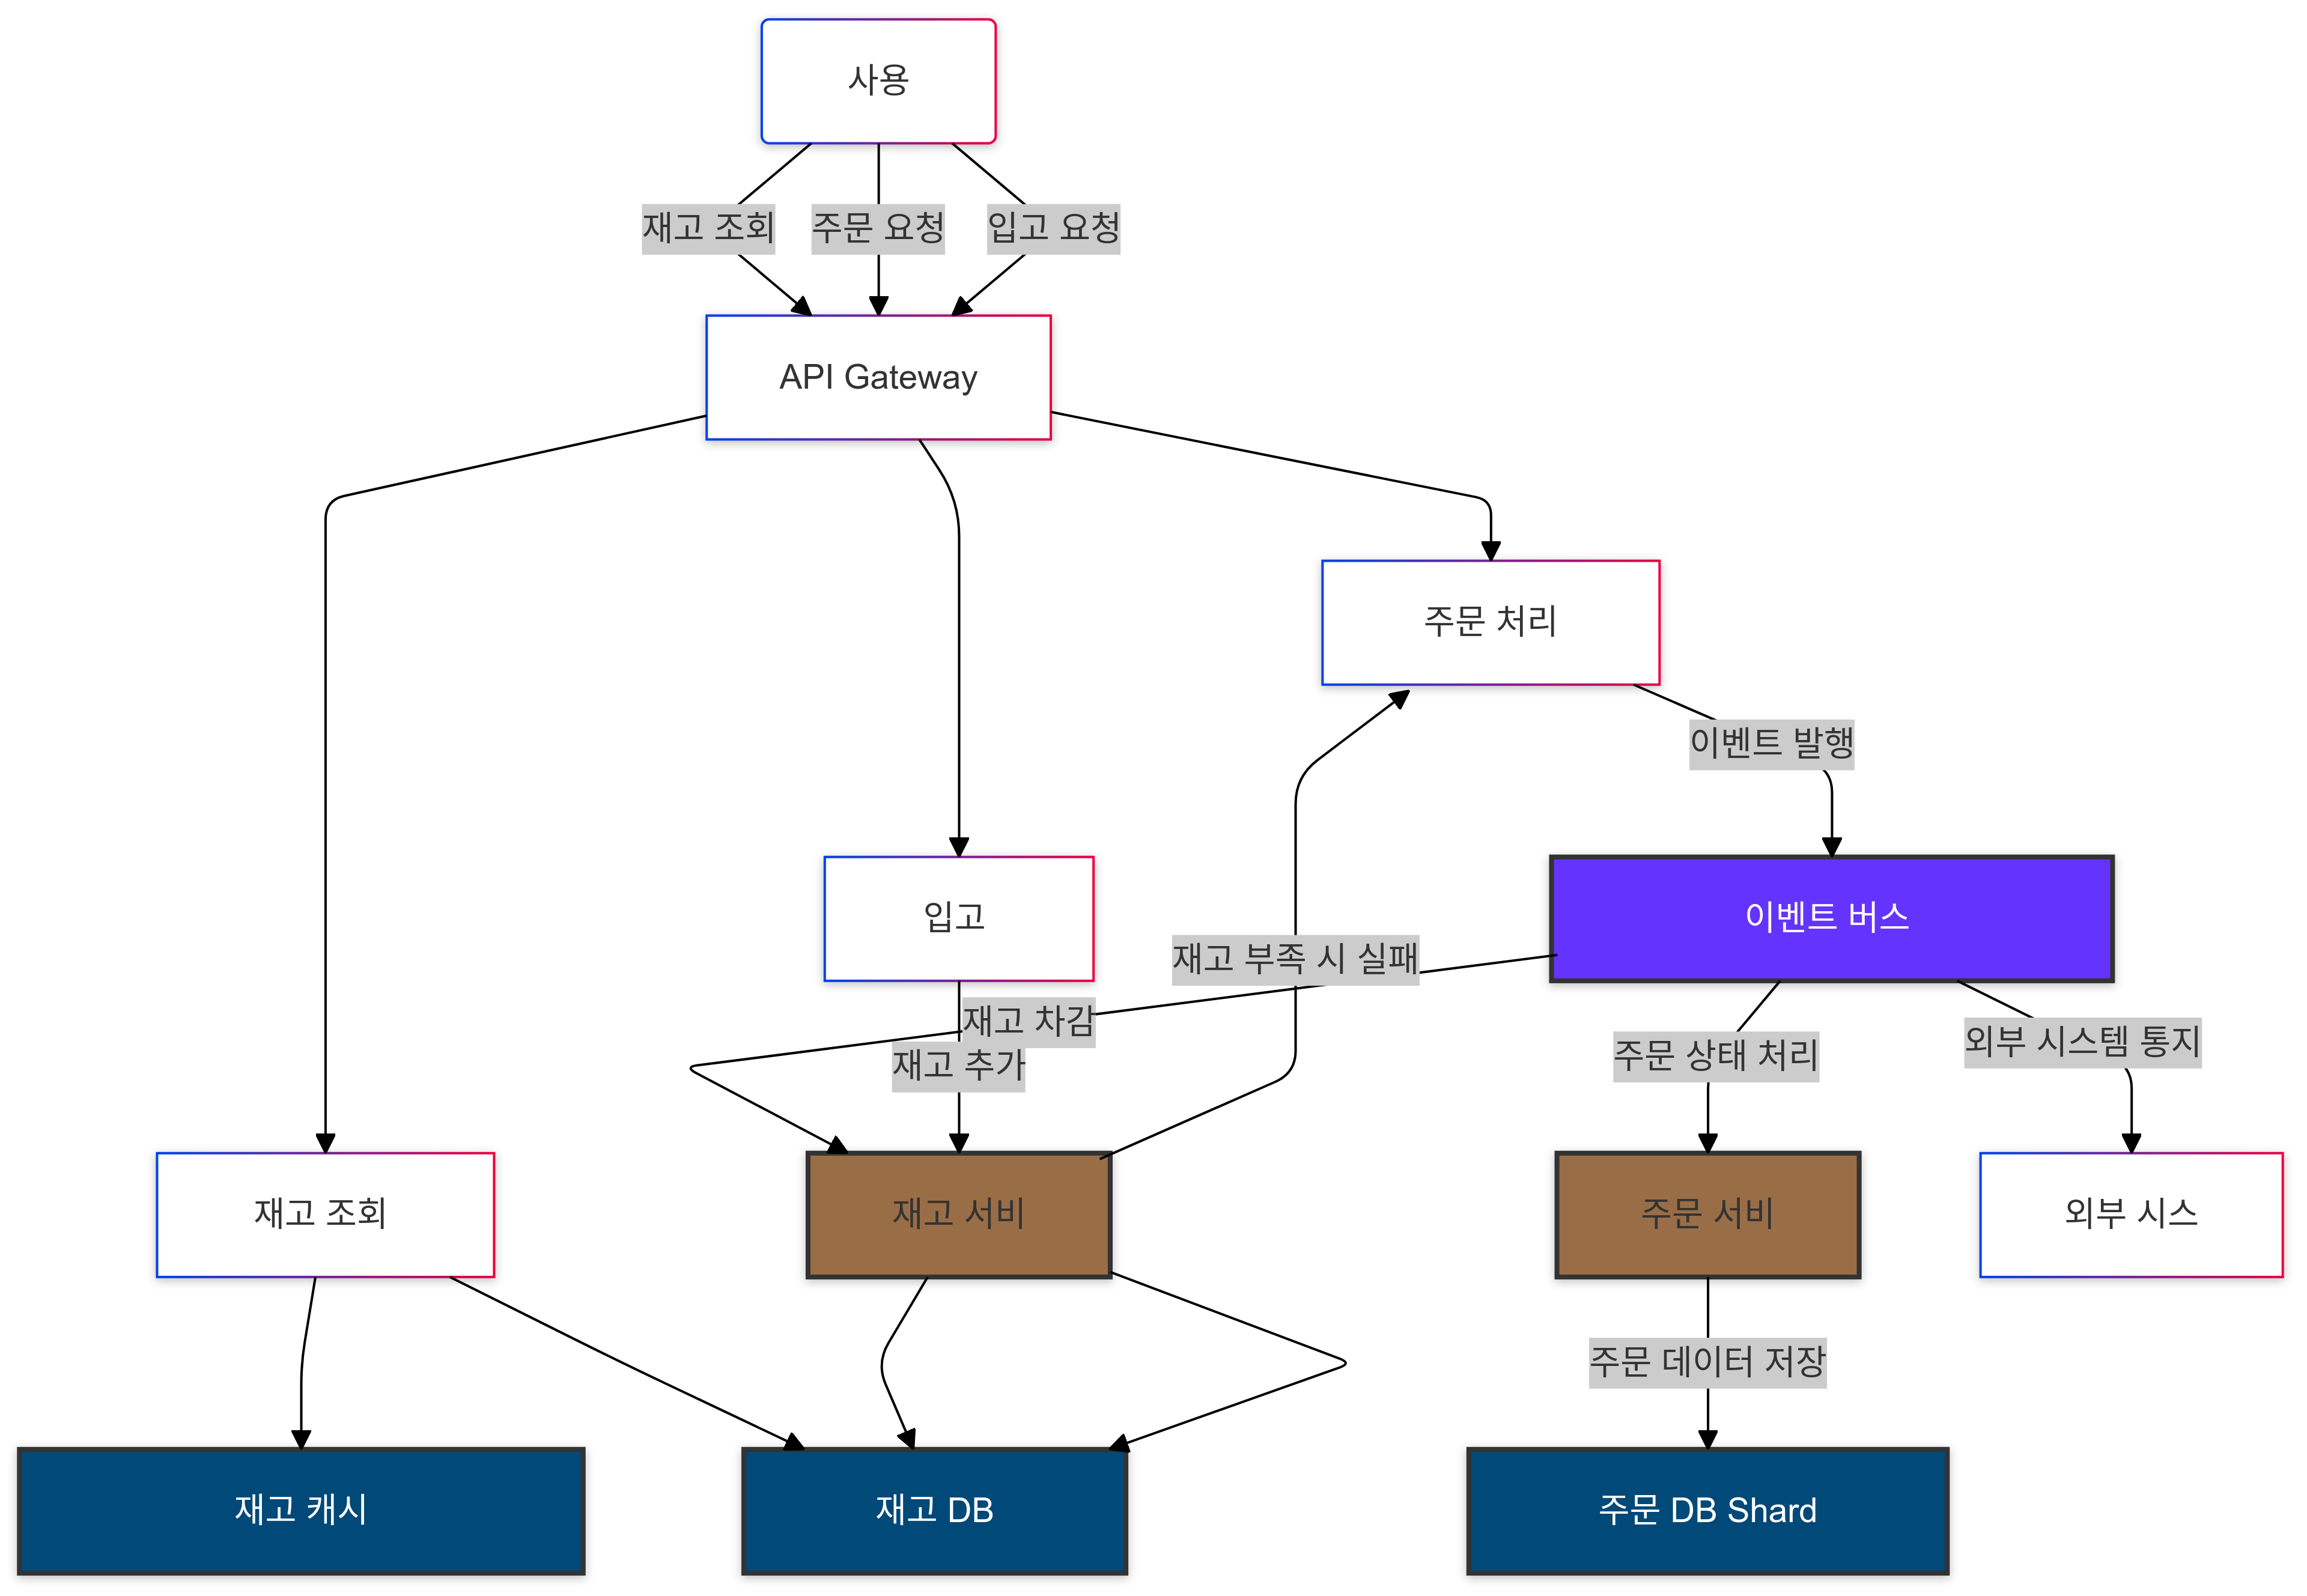 사용
재고 조회
주문 요청
입고 요청
API Gateway
주문 처리
이벤트 발행
입고
이벤트 버스
재고 부족 시 실패
재고 차감
재고 추가
주문 상태 처리
외부 시스템 통지
재고 조회
재고 서비
주문 서비
외부 시스
주문 데이터 저장
재고 캐시
재고 DB
주문 DB Shard